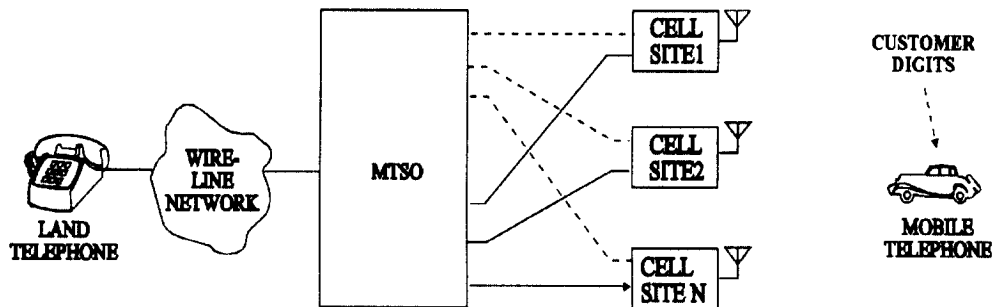 CELL
SITE1
CUSTOMER
DIGITS
WIRE-
LINE
NETWORK
MTSO
CELL
SITE2
LAND
TELEPHONE
MOBILE
TELEPHONE
CELL
SITE N